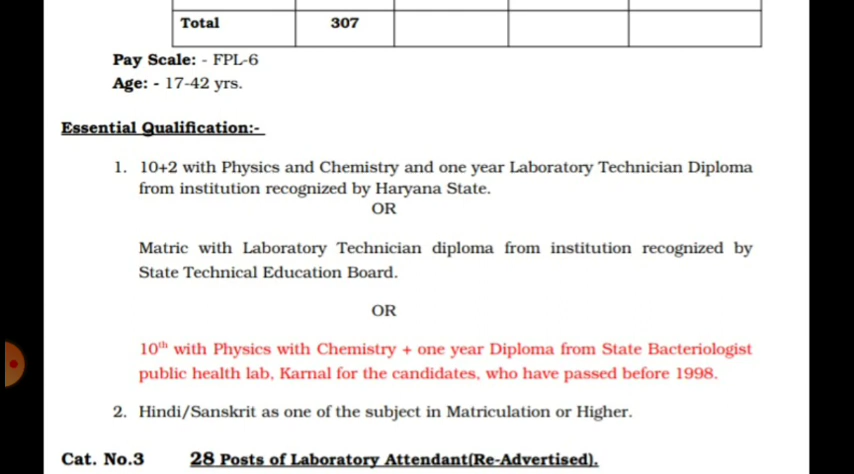 Total 307
Pay Scale: - FPL-6
Age: - 17-42 yrs.
Essential Qualification:-
1. 10+2 with Physics and Chemistry and one year Laboratory Technician Diploma
from institution recognized by Haryana State.
OR
Matric with Laboratory Technician diploma from institution recognized by
State Technical Education Board.
OR
10th with Physics with Chemistry + one year Diploma from State Bacteriologist
public health lab, Karnal for the candidates, who have passed before 1998.
2. Hindi/Sanskrit as one of the subject in Matriculation or Higher.
Cat. No.3 28 Posts of Laboratory Attendant(Re-Advertised).